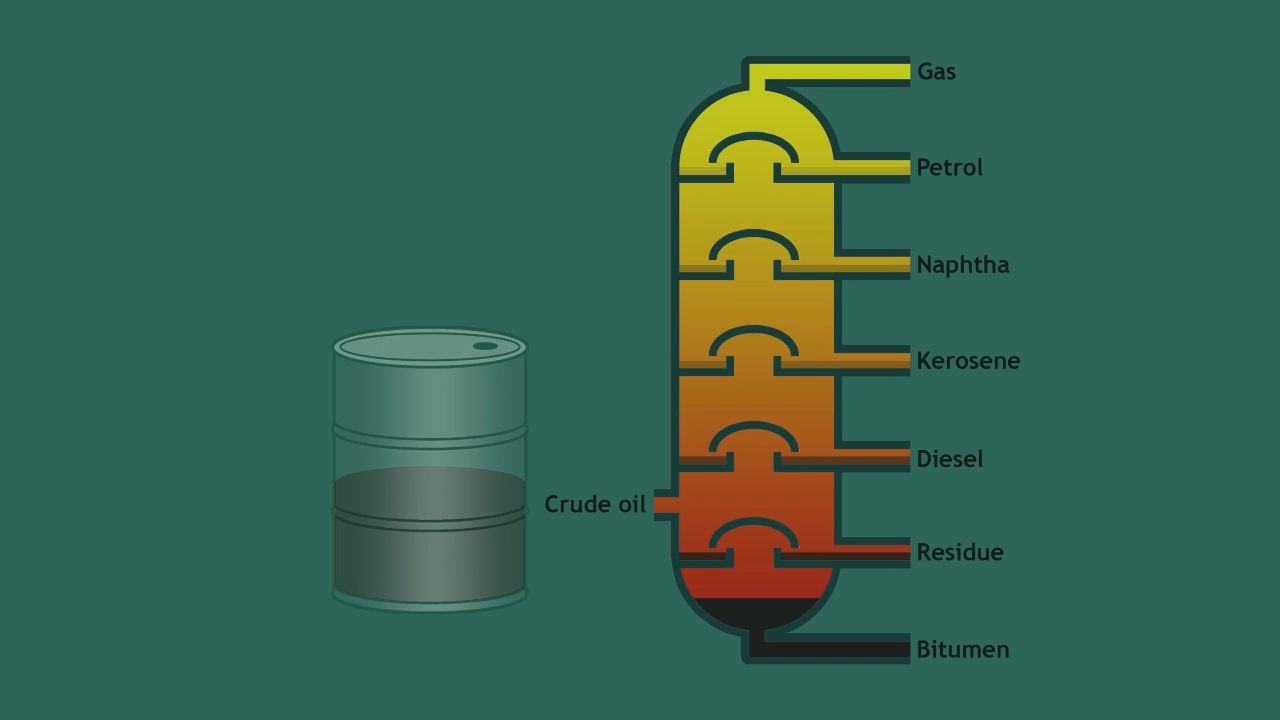 Gas
Petrol
Naphtha
Kerosene
Diesel
Crude oil
Residue
Bitumen